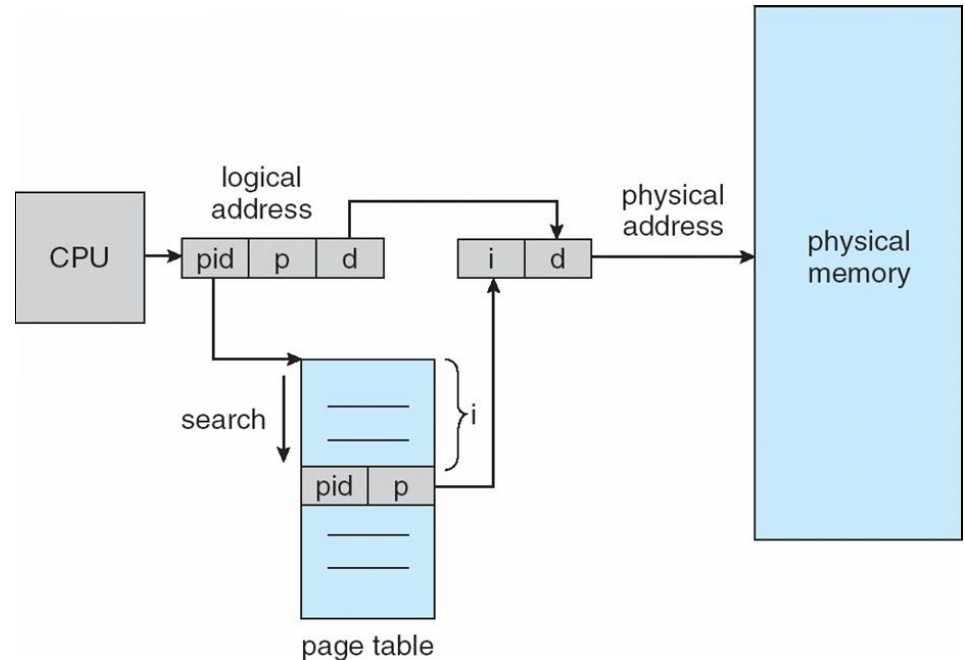 logical
address
physical
address
CPU
pid p d
i d
physical
memory
search
i
pid p
page table